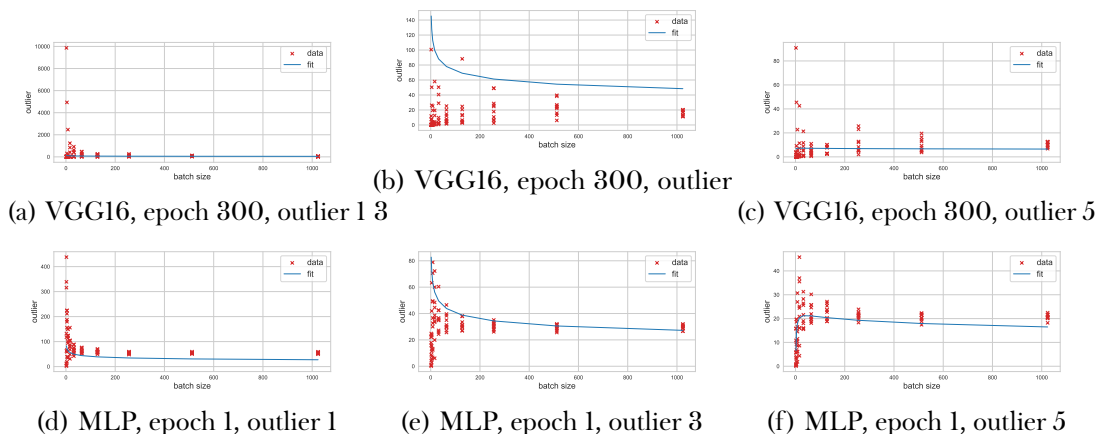 10000
8000
6000
4000
2000
0
outlier
0 200 400 600 800 1000
batch size
data
fit
(a) VGG16, epoch 300, outlier 1 3
140
120
100
80
60
40
20
0
outlier
0 200 400 600 800 1000
batch size
data
fit
(b) VGG16, epoch 300, outlier
80
60
40
20
0
outlier
0 200 400 600 800 1000
batch size
data
fit
(c) VGG16, epoch 300, outlier 5
400
300
200
100
0
outlier
0 200 400 600 800 1000
batch size
data
fit
(d) MLP, epoch 1, outlier 1
80
60
40
20
0
outlier
0 200 400 600 800 1000
batch size
data
fit
(e) MLP, epoch 1, outlier 3
40
30
20
10
0
outlier
0 200 400 600 800 1000
batch size
data
fit
(f) MLP, epoch 1, outlier 5